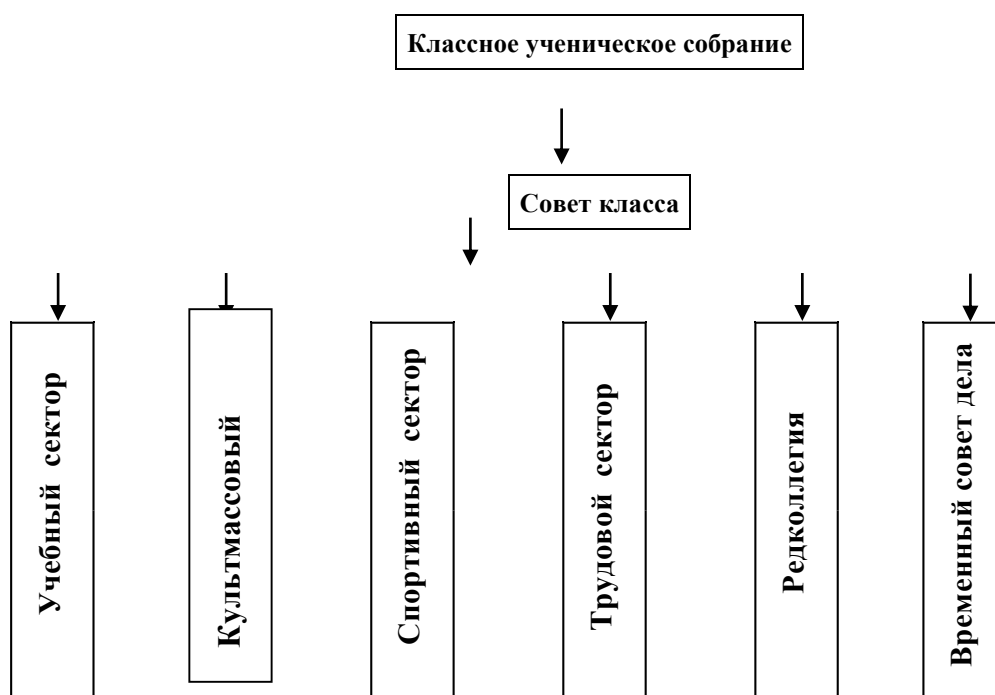 Классное ученическое собрание
Совет класса
Учебный сектор
Культмассовый
Спортивный сектор
Трудовой сектор
Редколлегия
Временный совет дела